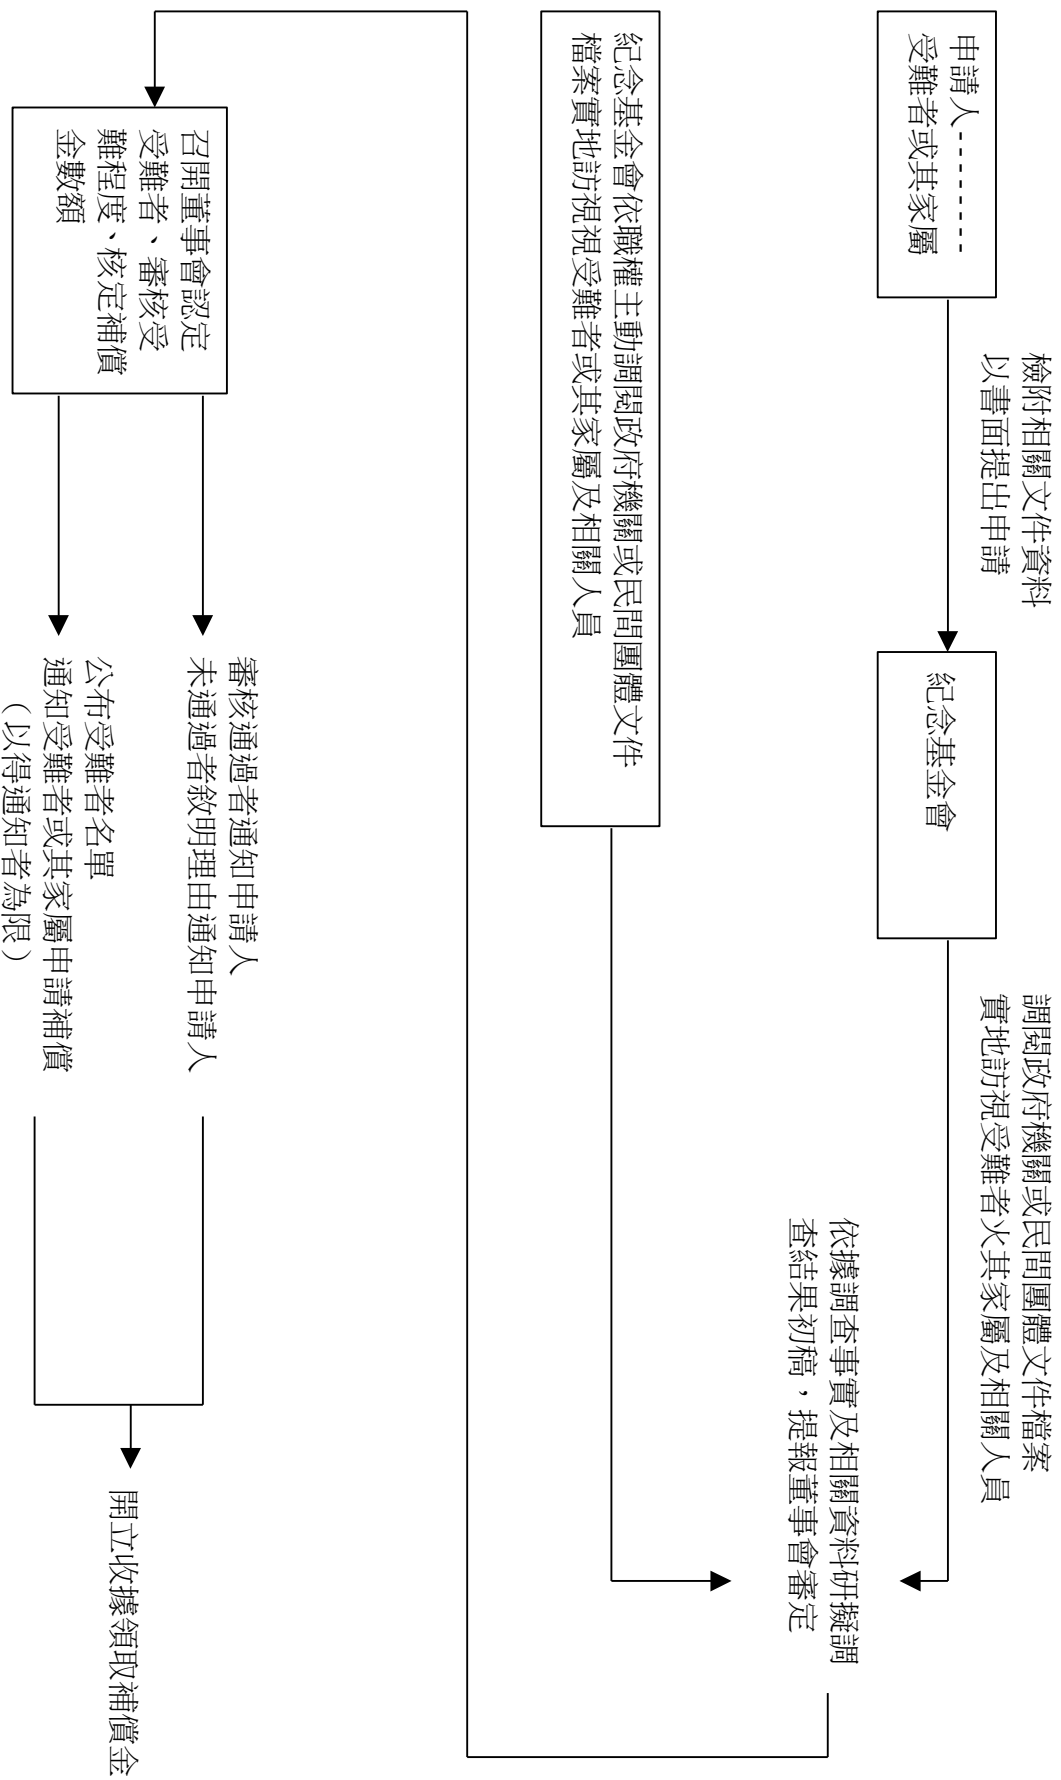 申請人--------
受難者或其家屬
檢附相關文件資料
以書面提出申請
紀念基金會
調閱政府機關或民間團體文件檔案
實地訪視受難者火其家屬及相關人員
依據調查事實及相關資料研擬調
查結果初稿，提報董事會審定
紀念基金會依職權主動調閱政府機關或民間團體文件
檔案實地訪視視受難者或其家屬及相關人員
召開董事會認定
受難者、審核受
難程度、核定補償
金數額
審核通過者通知申請人
未通過者敘明理由通知申請人
公布受難者名單
通知受難者或其家屬申請補償
（以得通知者為限）
開立收據領取補償金